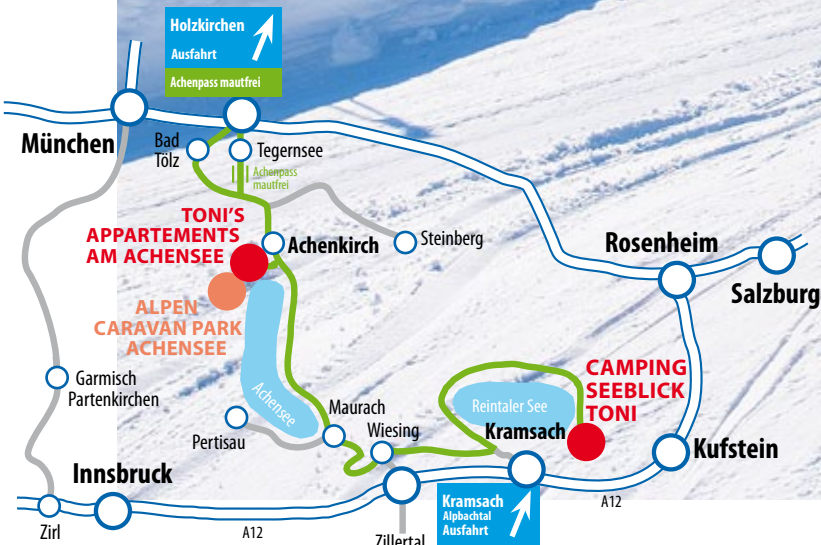 Holzkirchen
Ausfahrt
Achenpass mautfrei
München
Bad
Tölz
Tegernsee
Achenpass
mautfrei
TONI'S
APPARTEMENTS
AM ACHENSEE
Achenkirch
Steinberg
Rosenheim
Salzburg
ALPEN
CARAVAN PARK
ACHENSEE
Garmisch
Partenkirchen
Achensee
Pertisau
Maurach
Wiesing
Reintaler See
Kramsach
CAMPING
SEEBLICK
TONI
Kufstein
Innsbruck
Zirl
A12
Zillertal
Kramsach
Alpbachtal
Ausfahrt
A12